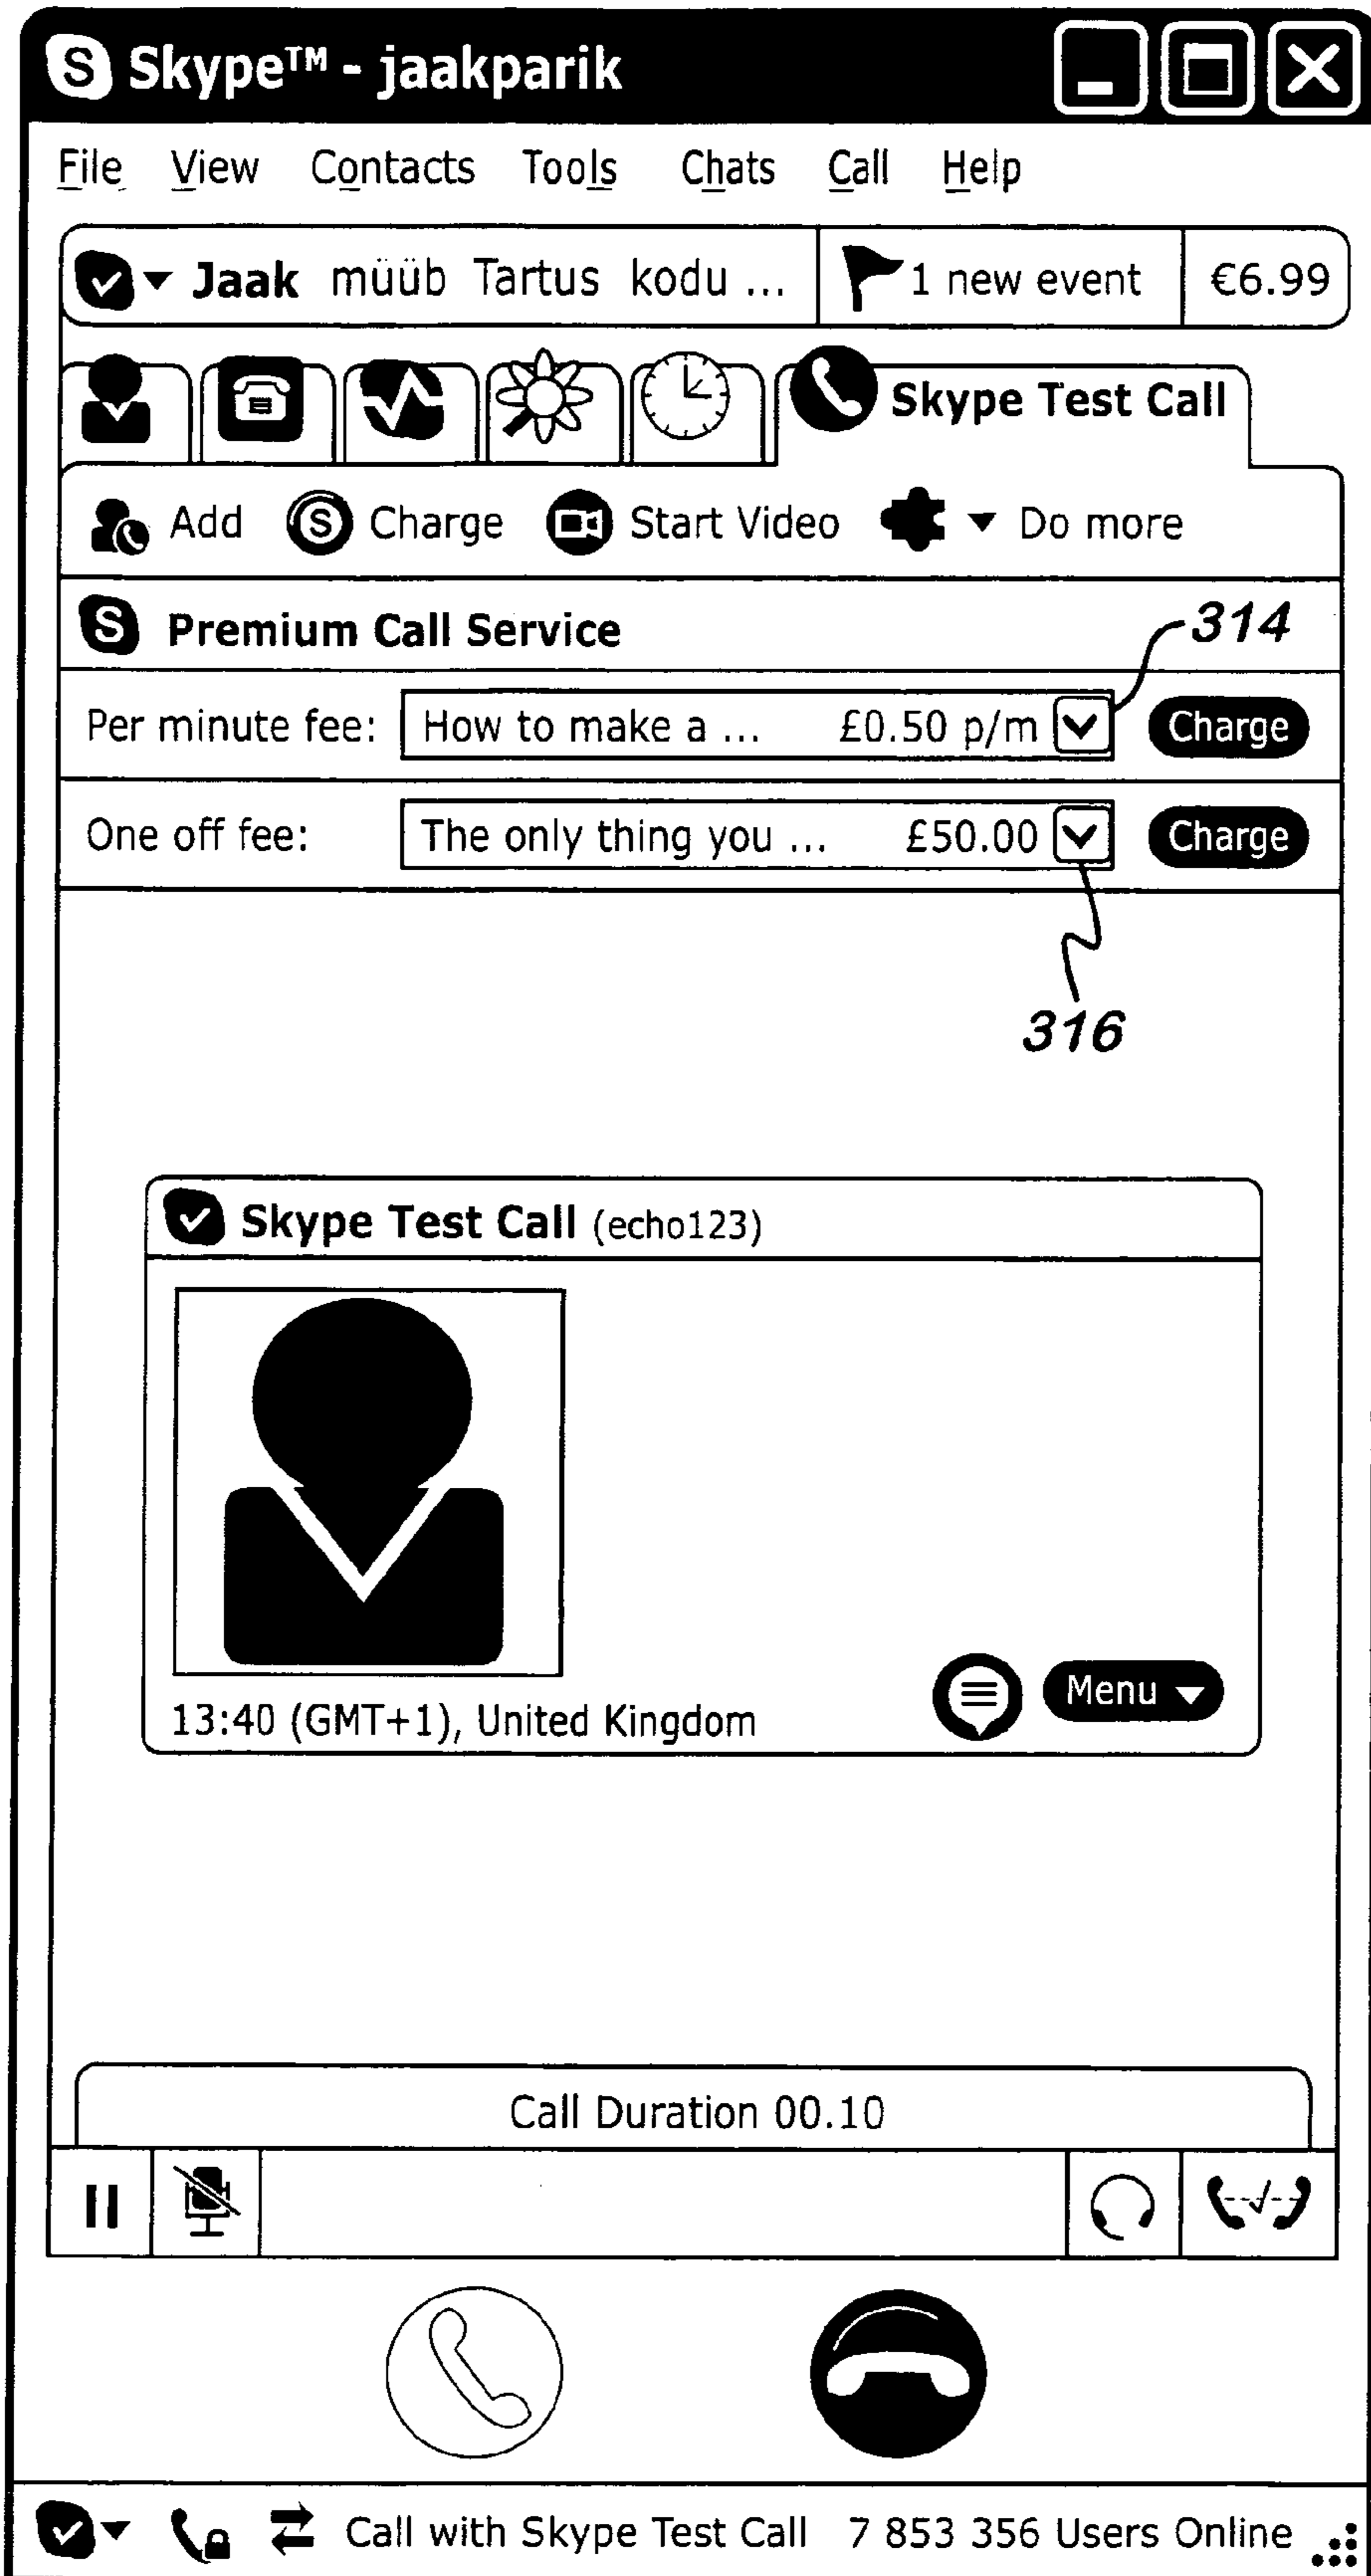 S Skype™ - jaakparik
File View Contacts Tools Chats Call Help
Jaak müüb Tartus kodu ... 1 new event €6.99
Skype Test Call
Add S Charge Start Video Do more
S Premium Call Service
314
Per minute fee: How to make a ... £0.50 p/m Charge
One off fee: The only thing you ... £50.00 Charge
316
Skype Test Call (echo123)
13:40 (GMT+1), United Kingdom Menu
Call Duration 00.10
Call with Skype Test Call 7 853 356 Users Online